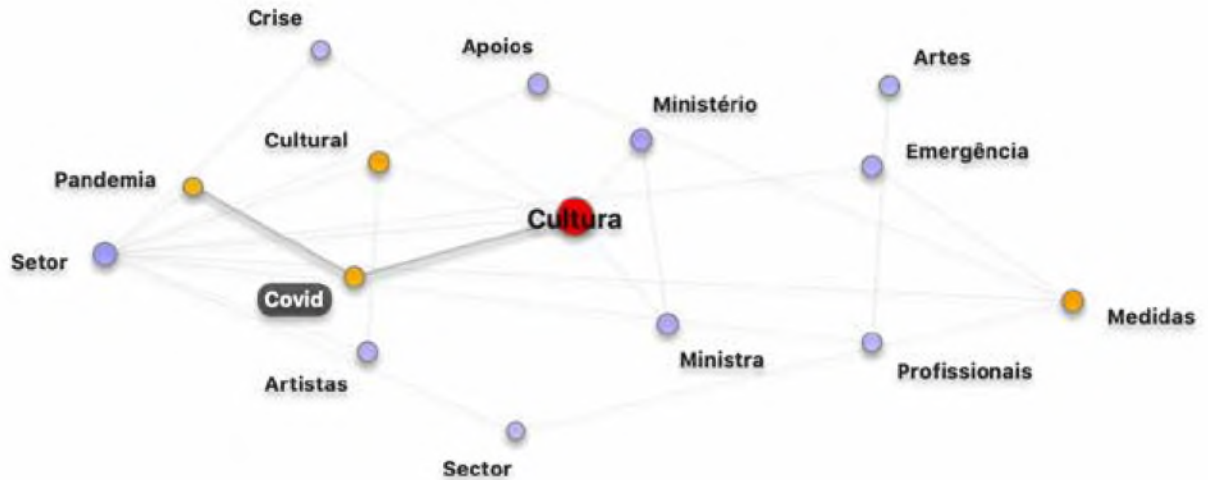 Crise
Apoios
Artes
Ministério
Cultural
Emergência
Pandemia
Cultura
Setor
Covid
Medidas
Ministra
Profissionais
Artistas
Sector